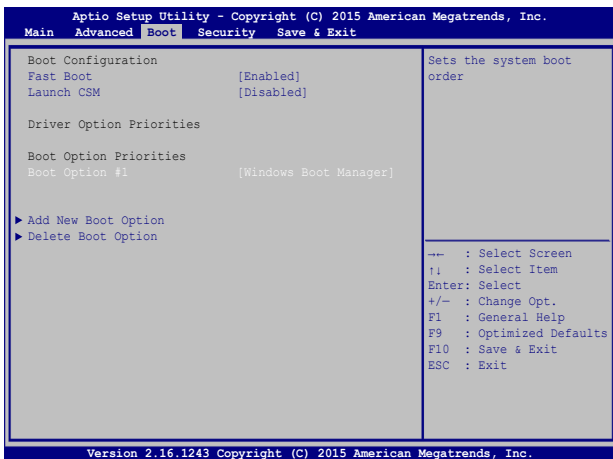 Aptio Setup Utility - Copyright (C) 2015 American Megatrends, Inc.
Main Advanced Boot Security Save & Exit
Boot Configuration
Fast Boot [Enabled]
Launch CSM [Disabled]
Driver Option Priorities
Boot Option Priorities
Boot Option #1 [Windows Boot Manager]
▶ Add New Boot Option
▶ Delete Boot Option
Sets the system boot
order
→← : Select Screen
↑↓ : Select Item
Enter: Select
+/— : Change Opt.
F1 : General Help
F9 : Optimized Defaults
F10 : Save & Exit
ESC : Exit
Version 2.16.1243 Copyright (C) 2015 American Megatrends, Inc.